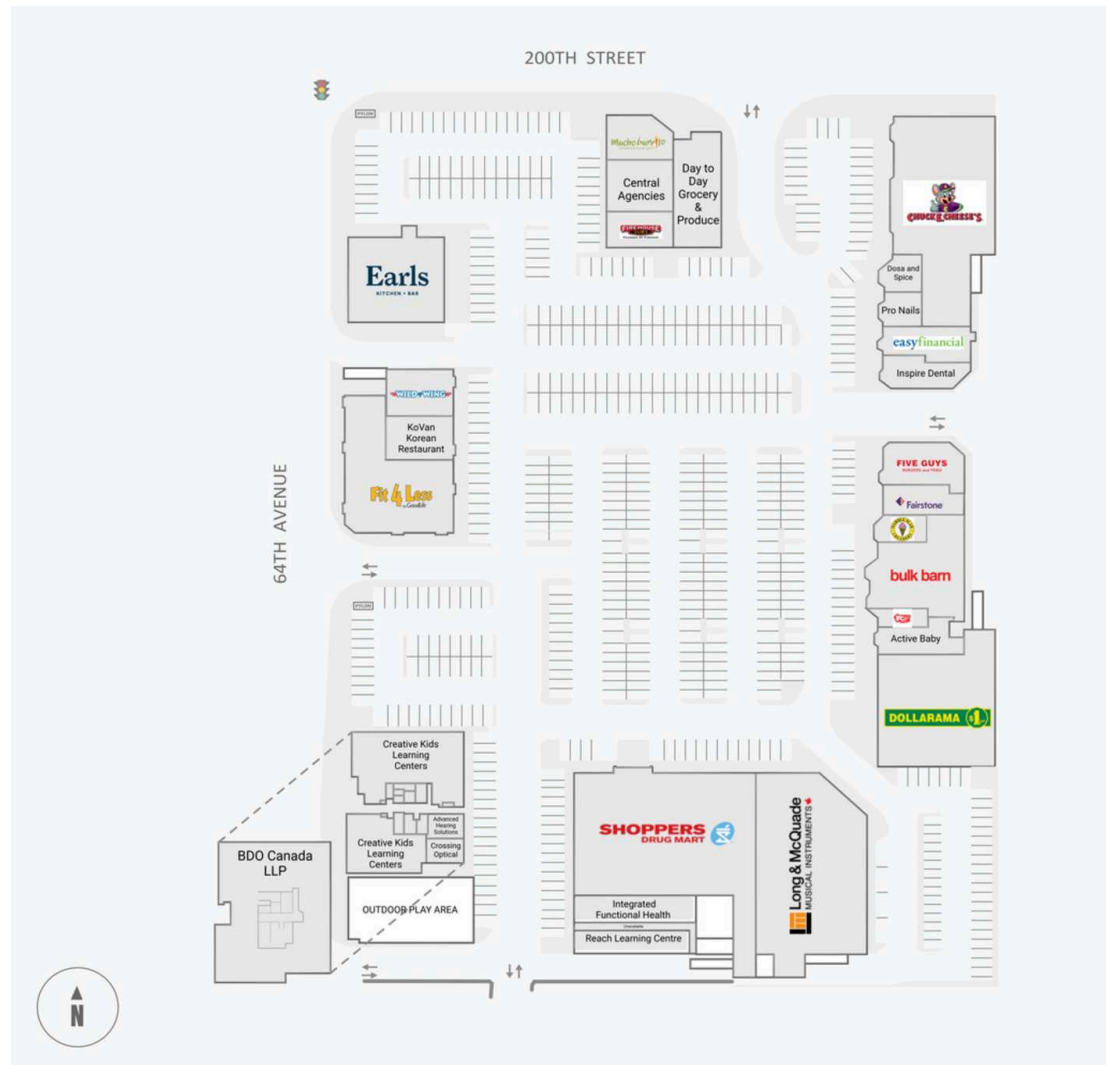 200TH STREET
PYLON
mucho burrito
Central
Agencies
FIREHOUSE
SUBS
Day to
Day
Grocery
&
Produce
CHUCK E. CHEESE'S
Earls
KITCHEN + BAR
Dosa and
Spice
Pro Nails
easyfinancial
Inspire Dental
WILD WING
KoVan
Korean
Restaurant
Fit 4 Less
by GoodLife
64TH AVENUE
FIVE GUYS
BURGERS and FRIES
Fairstone
bulk barn
Active Baby
PYLON
DOLLARAMA $1
Creative Kids
Learning
Centers
Advanced
Hearing
Solutions
Creative Kids
Learning
Centers
Crossing
Optical
BDO Canada
LLP
OUTDOOR PLAY AREA
SHOPPERS
DRUG MART
Long & McQuade
MUSICAL INSTRUMENTS
Integrated
Functional Health
Reach Learning Centre
N